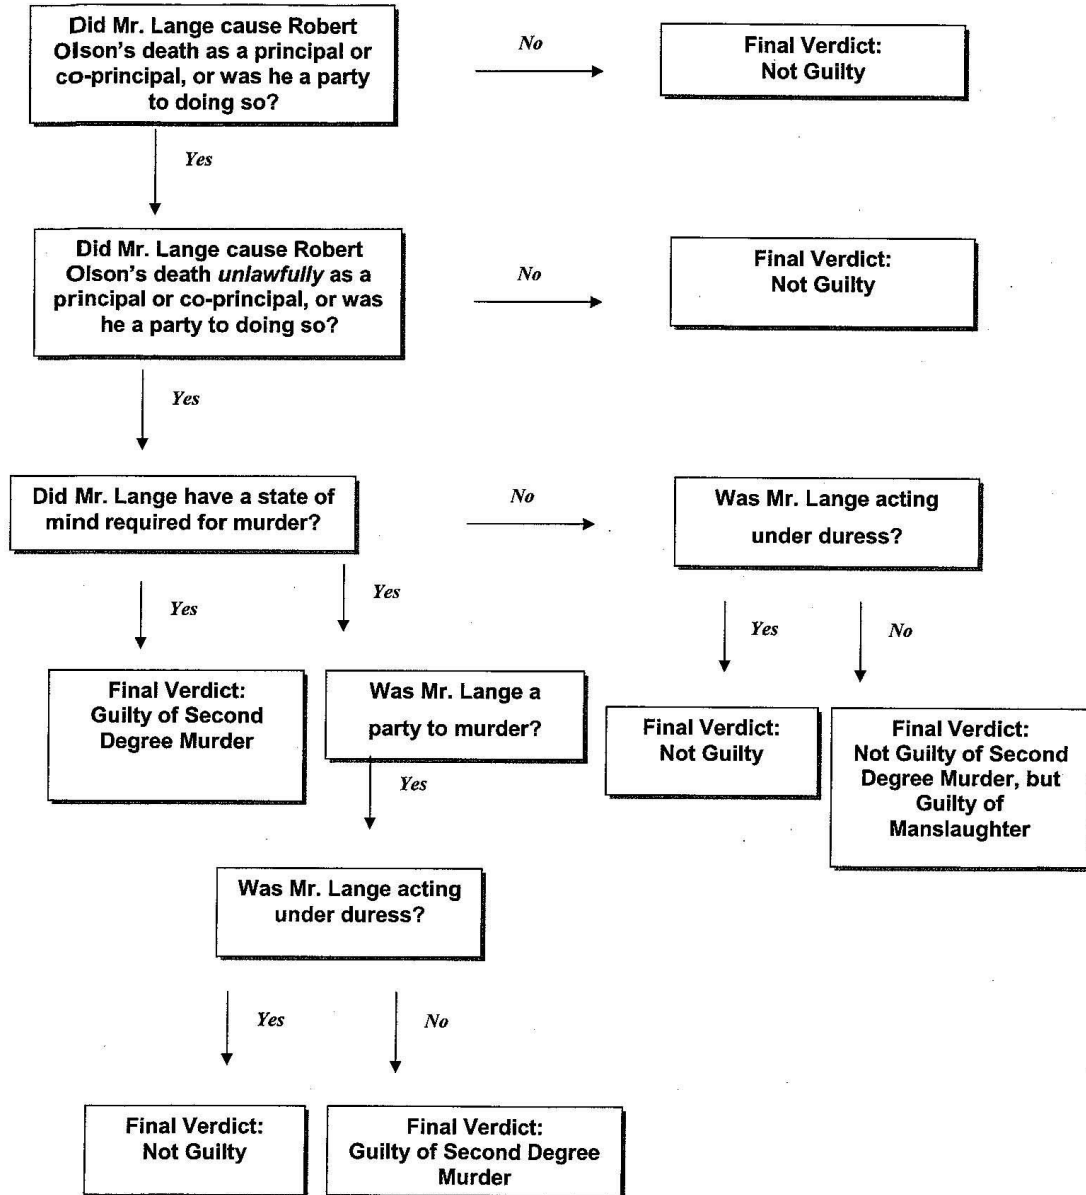 Did Mr. Lange cause Robert
Olson's death as a principal or
co-principal, or was he a party
to doing so?
No
Final Verdict:
Not Guilty
Yes
Did Mr. Lange cause Robert
Olson's death unlawfully as a
principal or co-principal, or was
he a party to doing so?
No
Final Verdict:
Not Guilty
Yes
Did Mr. Lange have a state of
mind required for murder?
No
Was Mr. Lange acting
under duress?
Yes
Yes
Yes
No
Final Verdict:
Guilty of Second
Degree Murder
Was Mr. Lange a
party to murder?
Final Verdict:
Not Guilty
Final Verdict:
Not Guilty of Second
Degree Murder, but
Guilty of
Manslaughter
Yes
Was Mr. Lange acting
under duress?
Yes
No
Final Verdict:
Not Guilty
Final Verdict:
Guilty of Second Degree
Murder